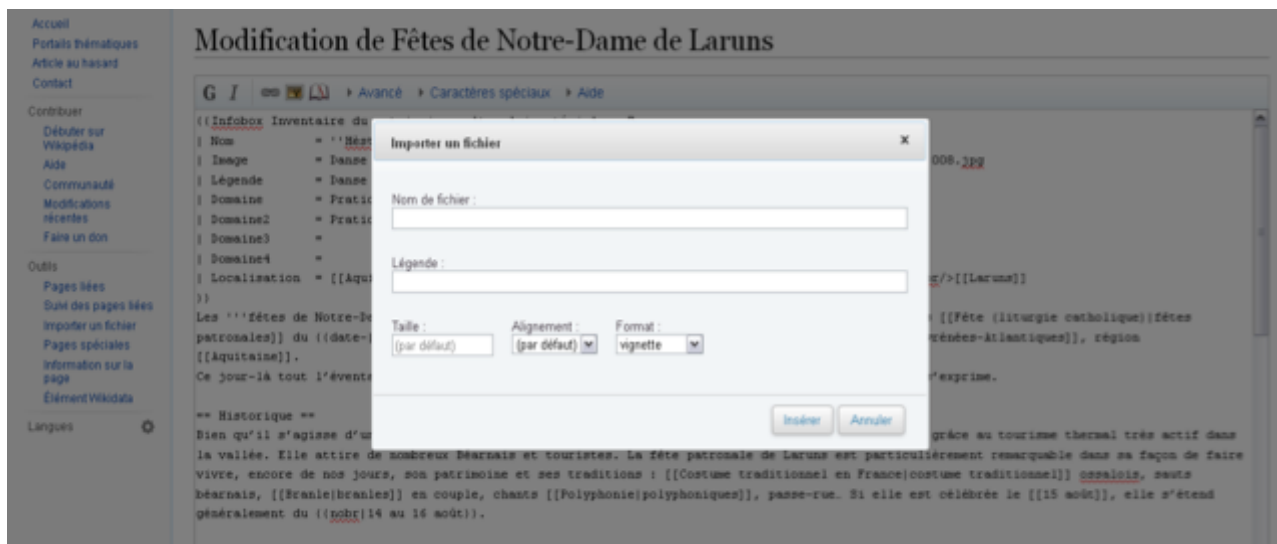 Accueil
Portails thématiques
Article au hasard
Contact
Contribuer
Débuter sur
Wikipédia
Aide
Communauté
Modifications
récentes
Faire un don
Outils
Pages liées
Suivi des pages liées
Importer un fichier
Pages spéciales
Information sur la
page
Élément Wikidata
Langues
Modification de Fêtes de Notre-Dame de Laruns
G I Avancé Caractères spéciaux Aide
{{Infobox Inventaire du
| Nom = ''Hèst
| Image = Danse 008.jpg
| Légende = Danse
| Domaine = Pratic
| Domaine2 = Pratic
| Domaine3 =
| Domaine4 =
| Localisation = [[Aqui r/>[[Laruns]]
}}
Les '''fêtes de Notre-De [[Fête (liturgie catholique)|fêtes
patronales]] du {{date-| rénées-Atlantiques]], région
[[Aquitaine]].
Ce jour-là tout l'évente 'exprime.
== Historique ==
Bien qu'il s'agisse d'un grâce au tourisme thermal très actif dans
la vallée. Elle attire de nombreux Béarnais et touristes. La fête patronale de Laruns est particulièrement remarquable dans sa façon de faire
vivre, encore de nos jours, son patrimoine et ses traditions : [[Costume traditionnel en France|costume traditionnel]] ossalois, sauts
béarnais, [[Branle|branles]] en couple, chants [[Polyphonie|polyphoniques]], passe-rue… Si elle est célébrée le [[15 août]], elle s'étend
généralement du {{nobr|14 au 16 août}}.
Importer un fichier x
Nom de fichier :
Légende :
Taille : Alignement : Format :
(par défaut) (par défaut) vignette
Insérer Annuler